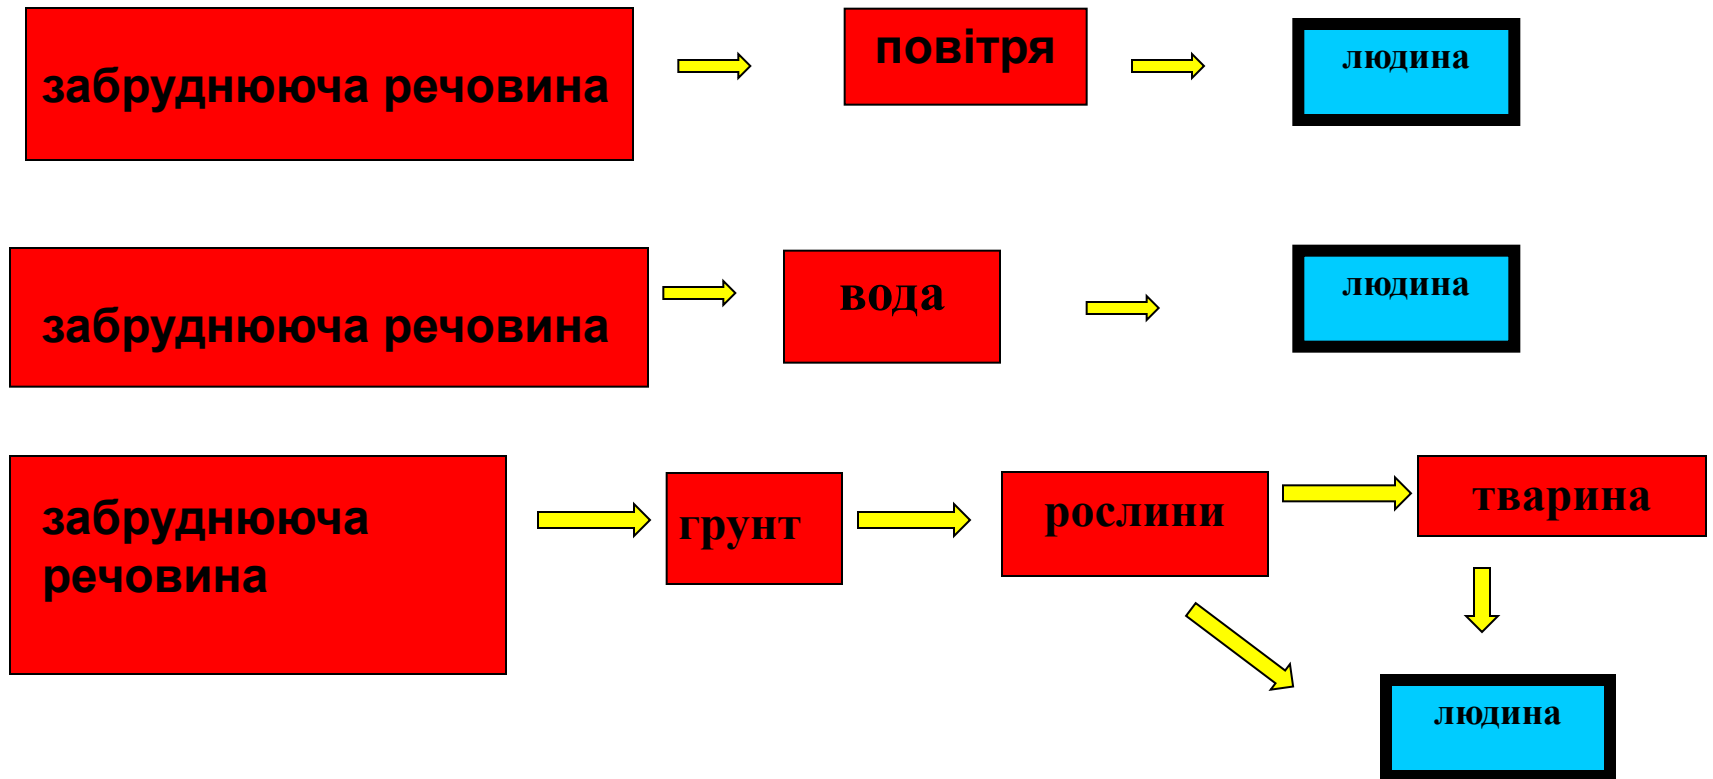 забруднююча речовина
повітря
людина
забруднююча речовина
вода
людина
забруднююча
речовина
грунт
рослини
тварина
людина